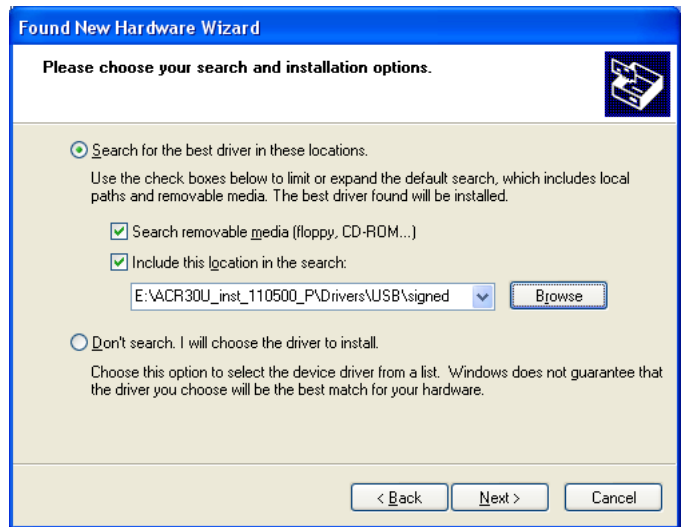 Found New Hardware Wizard
Please choose your search and installation options.
Search for the best driver in these locations.
Use the check boxes below to limit or expand the default search, which includes local
paths and removable media. The best driver found will be installed.
Search removable media (floppy, CD-ROM...)
Include this location in the search:
E:\ACR30U_inst_110500_P\Drivers\USB\signed
Browse
Don't search. I will choose the driver to install.
Choose this option to select the device driver from a list. Windows does not guarantee that
the driver you choose will be the best match for your hardware.
< Back Next > Cancel